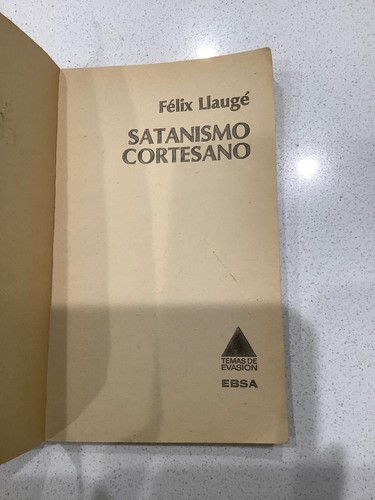 Félix Llaugé
SATANISMO
CORTESANO
TEMAS DE
EVASION
EBSA